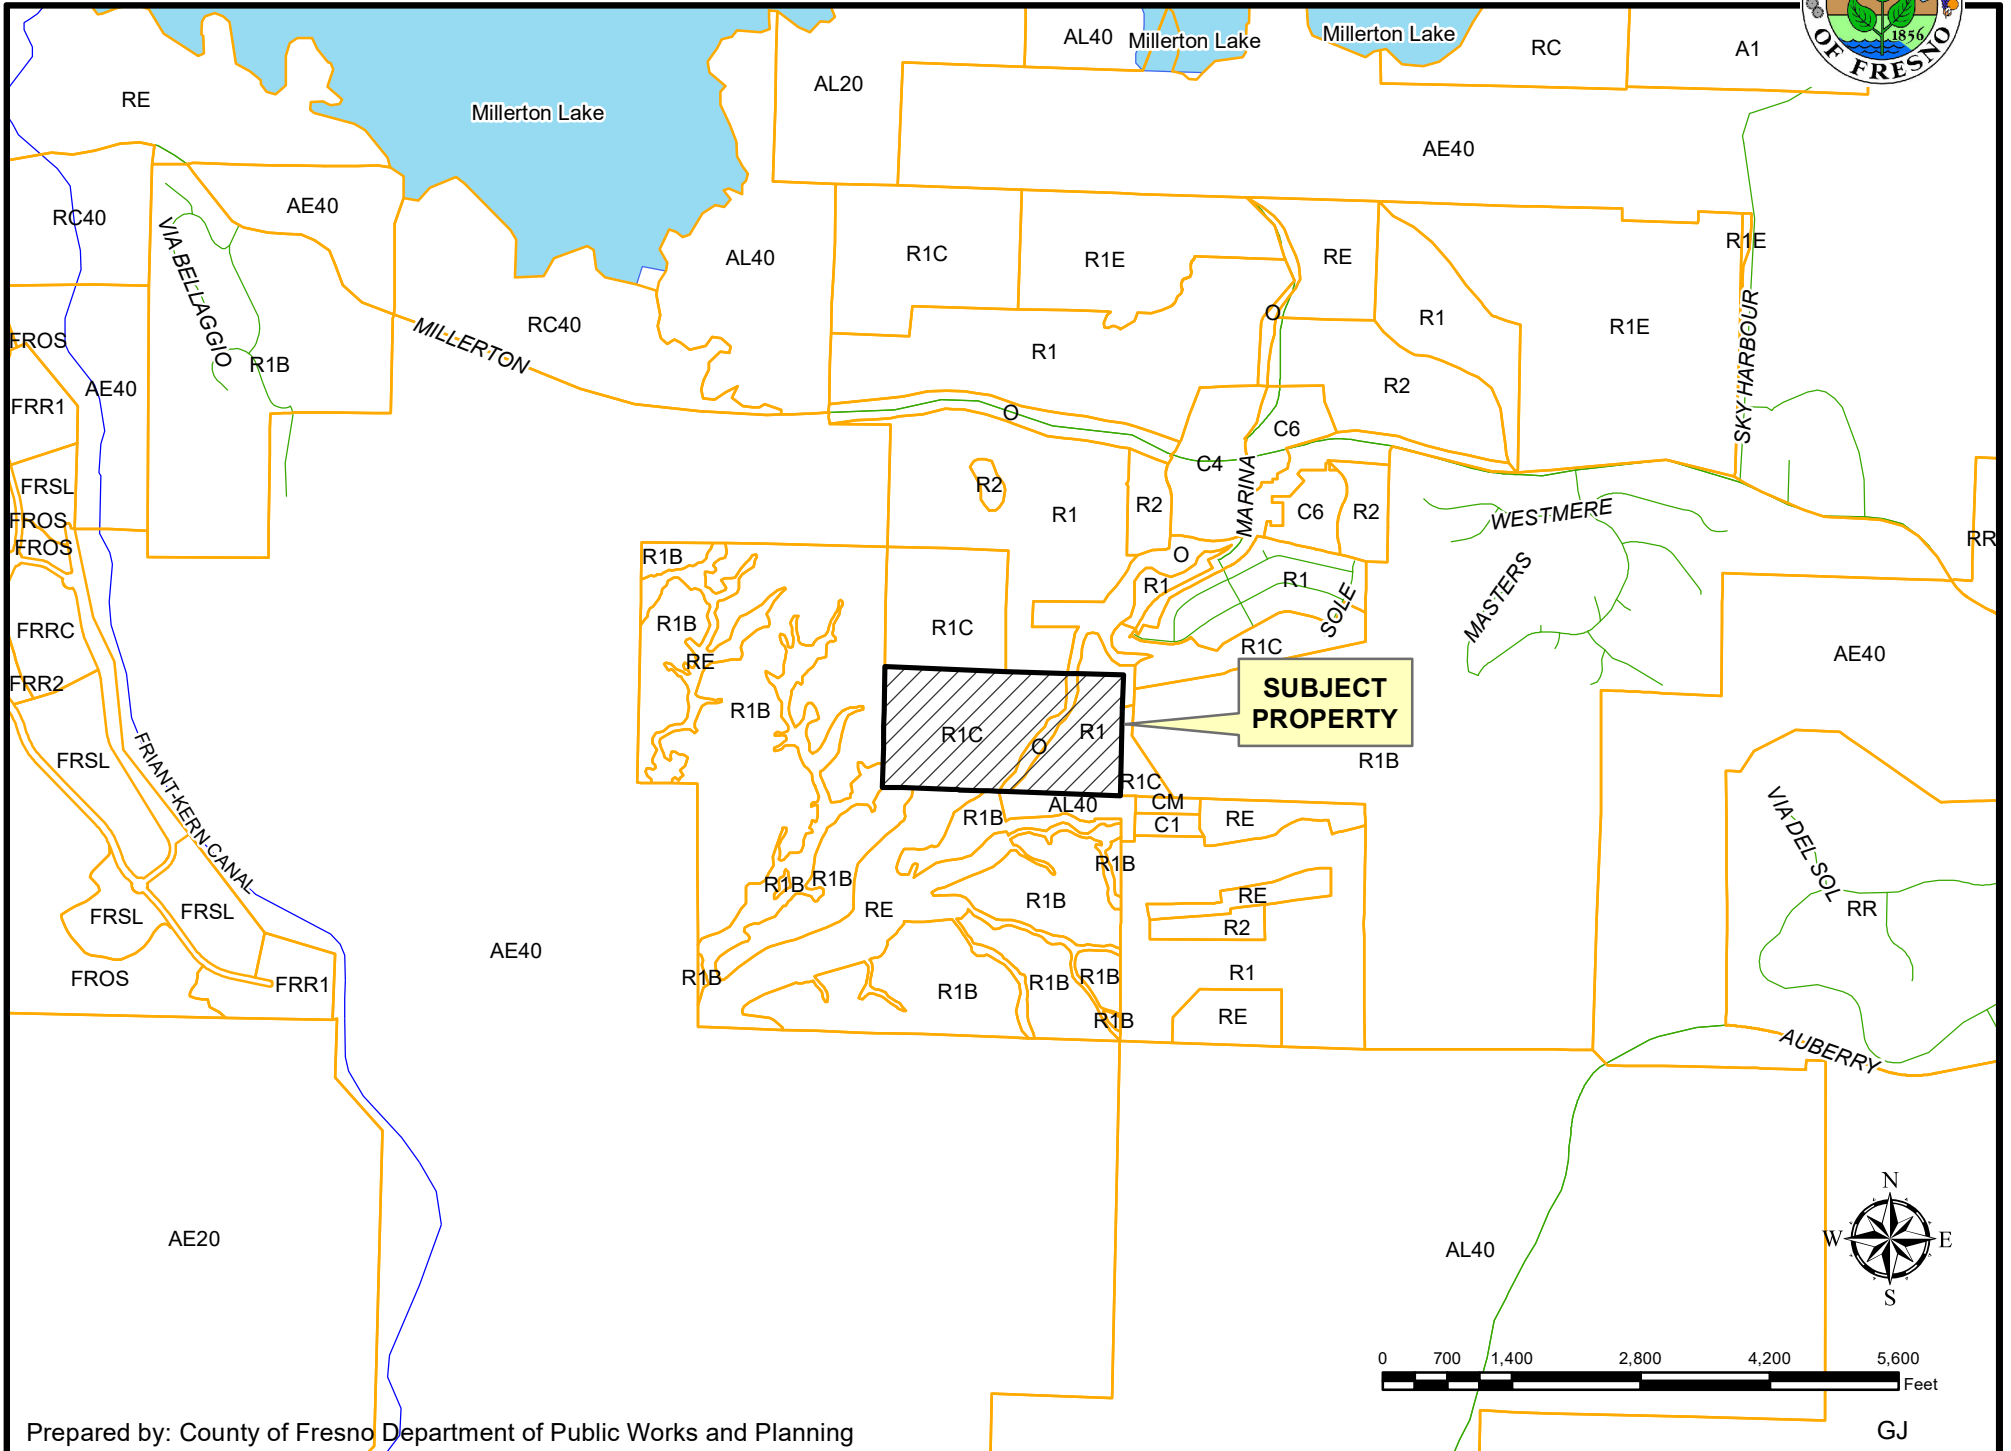 1856
OF FRESNO
AL40
Millerton Lake
Millerton Lake
RC
A1
RE
AL20
Millerton Lake
AE40
RC40
AE40
VIA BELLAGGIO
AL40
R1C
R1E
RE
R1E
O
R1
R1E
SKY HARBOUR
RC40
MILLERTON
FROS
R1B
R1
AE40
R2
FRR1
O
C6
C4
MARINA
FRSL
R2
R1
R2
C6
R2
WESTMERE
FROS
FROS
RR
R1B
O
R1
R1
SOLE
MASTERS
FRRC
R1B
R1C
R1C
AE40
RE
FRR2
SUBJECT
PROPERTY
R1B
R1C
O
R1
FRSL
FRIANT-KERN CANAL
R1B
R1C
AL40
CM
R1B
C1
RE
VIA DEL SOL
R1B
R1B
R1B
RE
R1B
RE
FRSL
FRSL
RR
R2
AE40
FROS
FRR1
R1B
R1B
R1B
R1B
R1
R1B
RE
AUBERRY
AE20
AL40
N
W
E
S
0 700 1,400 2,800 4,200 5,600
Feet
Prepared by: County of Fresno Department of Public Works and Planning
GJ